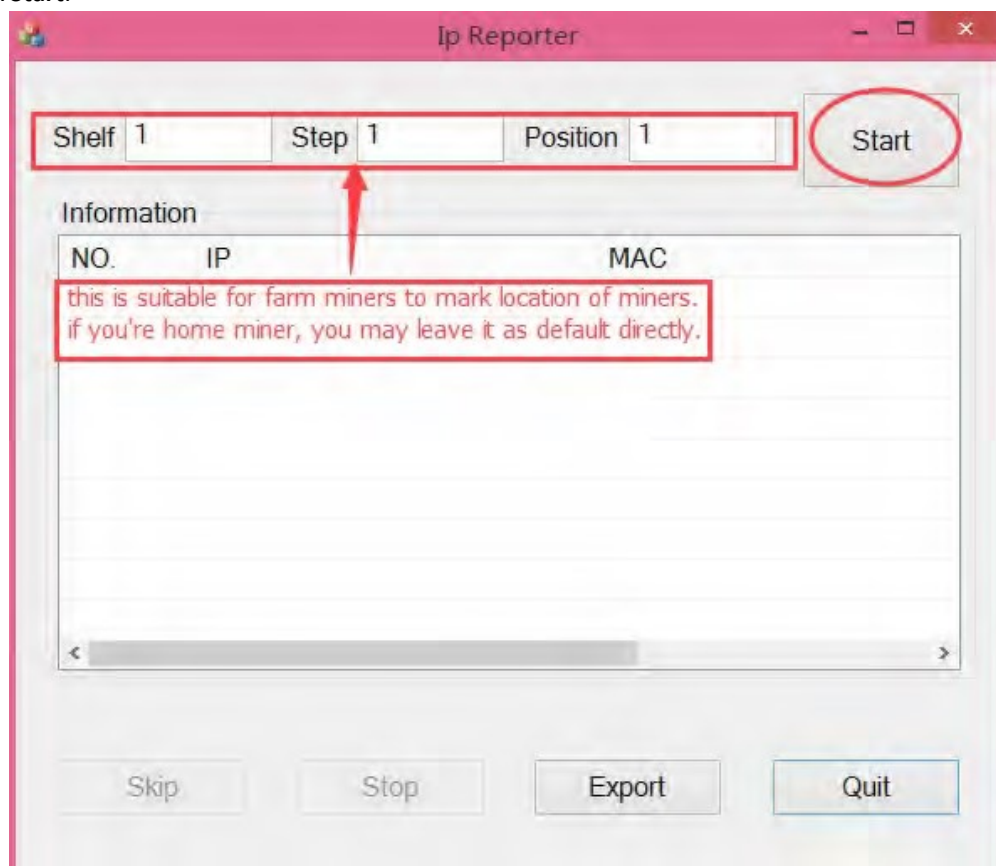 start.
Ip Reporter
Shelf 1 Step 1 Position 1 Start
Information
NO. IP MAC
this is suitable for farm miners to mark location of miners.
if you're home miner, you may leave it as default directly.
Skip Stop Export Quit